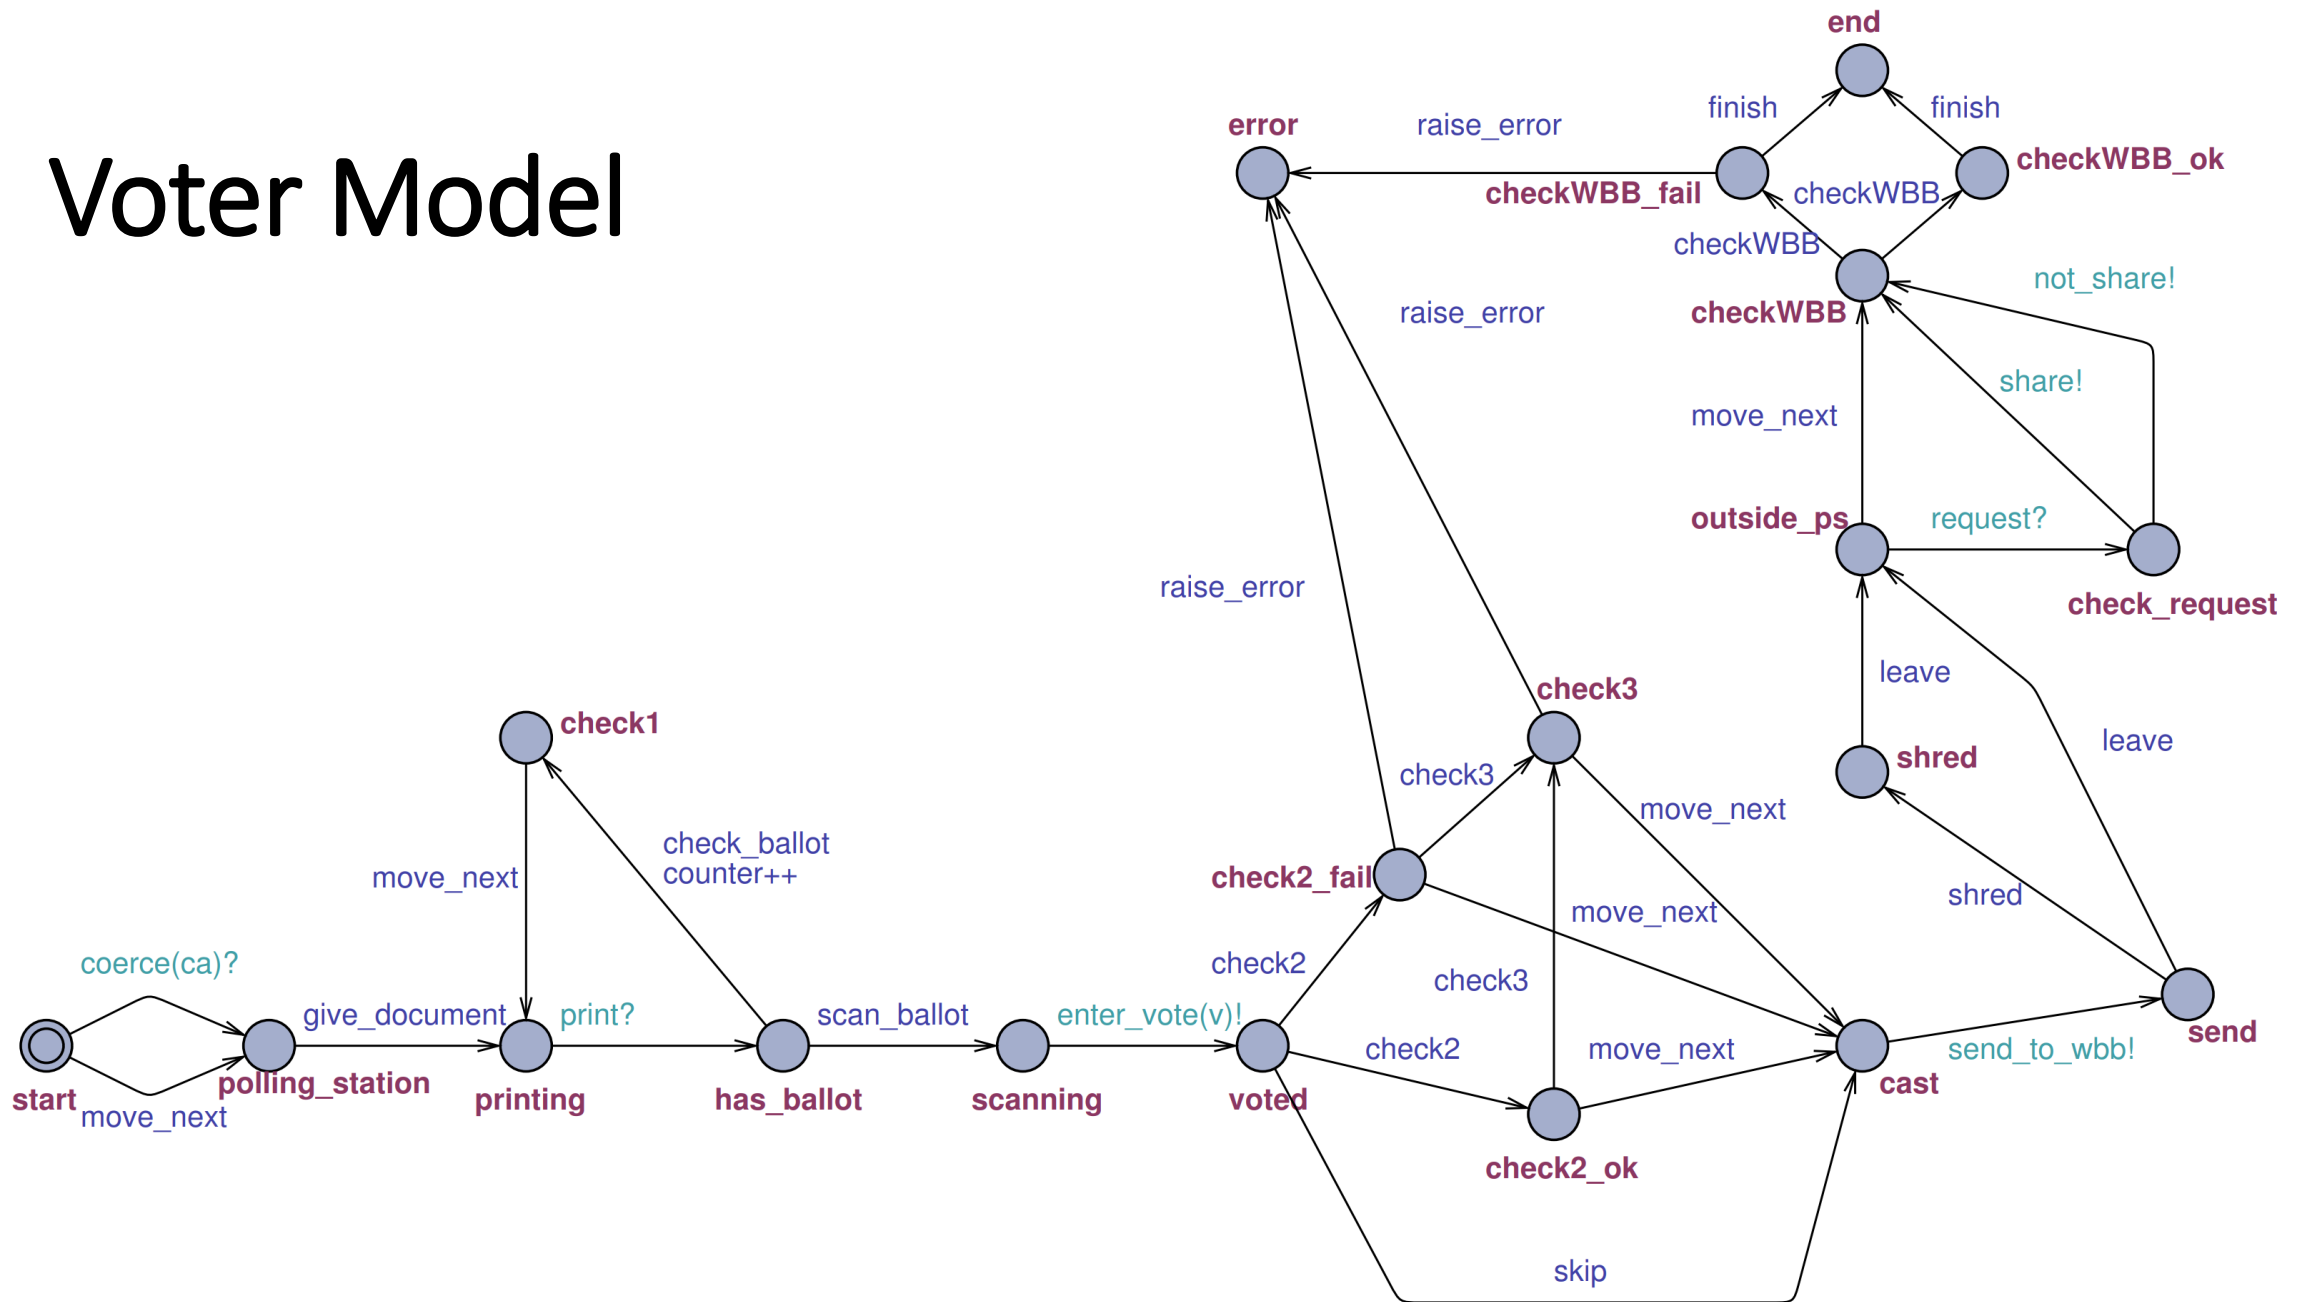 end
finish
finish
error
raise_error
checkWBB_ok
checkWBB_fail
checkWBB
checkWBB
not_share!
Voter Model
checkWBB
raise_error
share!
move_next
outside_ps
request?
raise_error
check_request
leave
check3
check1
leave
shred
check3
move_next
check_ballot
counter++
move_next
check2_fail
shred
move_next
coerce(ca)?
check2
check3
give_document
print?
scan_ballot
enter_vote(v)!
check2
move_next
send_to_wbb!
send
start
polling_station
move_next
printing
has_ballot
scanning
voted
cast
check2_ok
skip